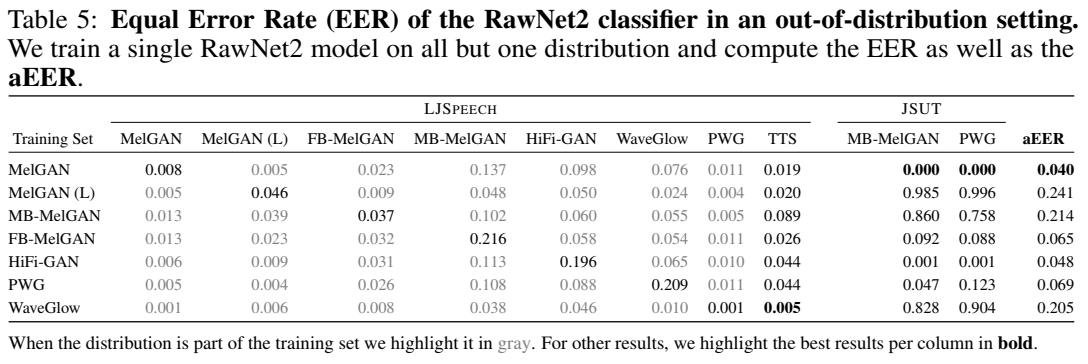 Table 5: Equal Error Rate (EER) of the RawNet2 classifier in an out-of-distribution setting.
We train a single RawNet2 model on all but one distribution and compute the EER as well as the
aEER.
LJSPEECH JSUT
Training Set MelGAN MelGAN (L) FB-MelGAN MB-MelGAN HiFi-GAN WaveGlow PWG TTS MB-MelGAN PWG aEER
MelGAN 0.008 0.005 0.023 0.137 0.098 0.076 0.011 0.019 0.000 0.000 0.040
MelGAN (L) 0.005 0.046 0.009 0.048 0.050 0.024 0.004 0.020 0.985 0.996 0.241
MB-MelGAN 0.013 0.039 0.037 0.102 0.060 0.055 0.005 0.089 0.860 0.758 0.214
FB-MelGAN 0.013 0.023 0.032 0.216 0.058 0.054 0.011 0.026 0.092 0.088 0.065
HiFi-GAN 0.006 0.009 0.031 0.113 0.196 0.065 0.010 0.044 0.001 0.001 0.048
PWG 0.005 0.004 0.026 0.108 0.088 0.209 0.011 0.044 0.047 0.123 0.069
WaveGlow 0.001 0.006 0.008 0.038 0.046 0.010 0.001 0.005 0.828 0.904 0.205
When the distribution is part of the training set we highlight it in gray. For other results, we highlight the best results per column in bold.